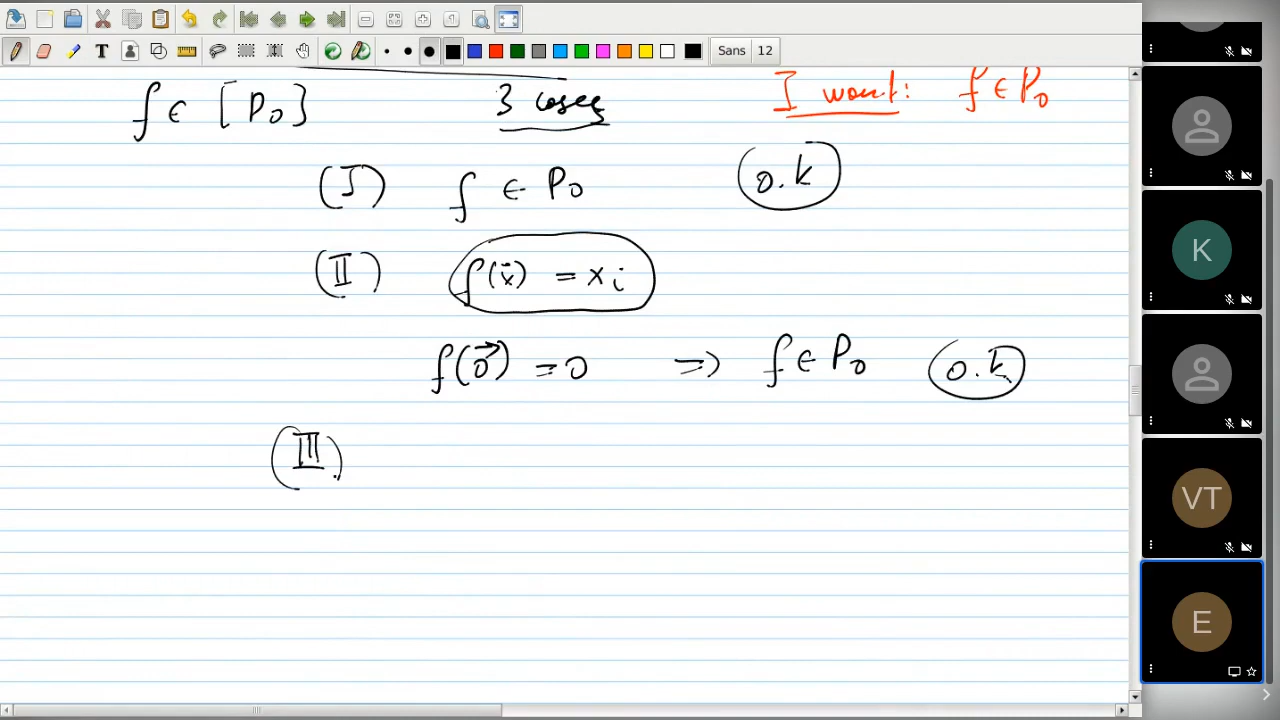 Sans 12
f ∈ [P₀] 3 cases I want: f ∈ P₀
(I) f ∈ P₀ o.k
(II) f(x̄) = xᵢ
f(0⃗) = 0 => f ∈ P₀ o.k
(III)
K
VT
E